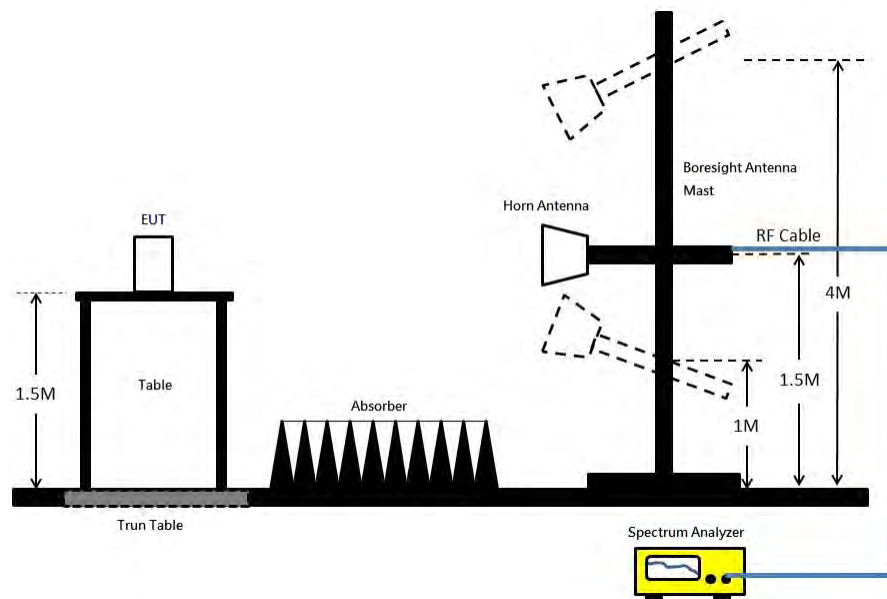 Boresight Antenna
Mast
Horn Antenna
EUT
RF Cable
4M
1.5M
Table
1.5M
Absorber
1M
Trun Table
Spectrum Analyzer